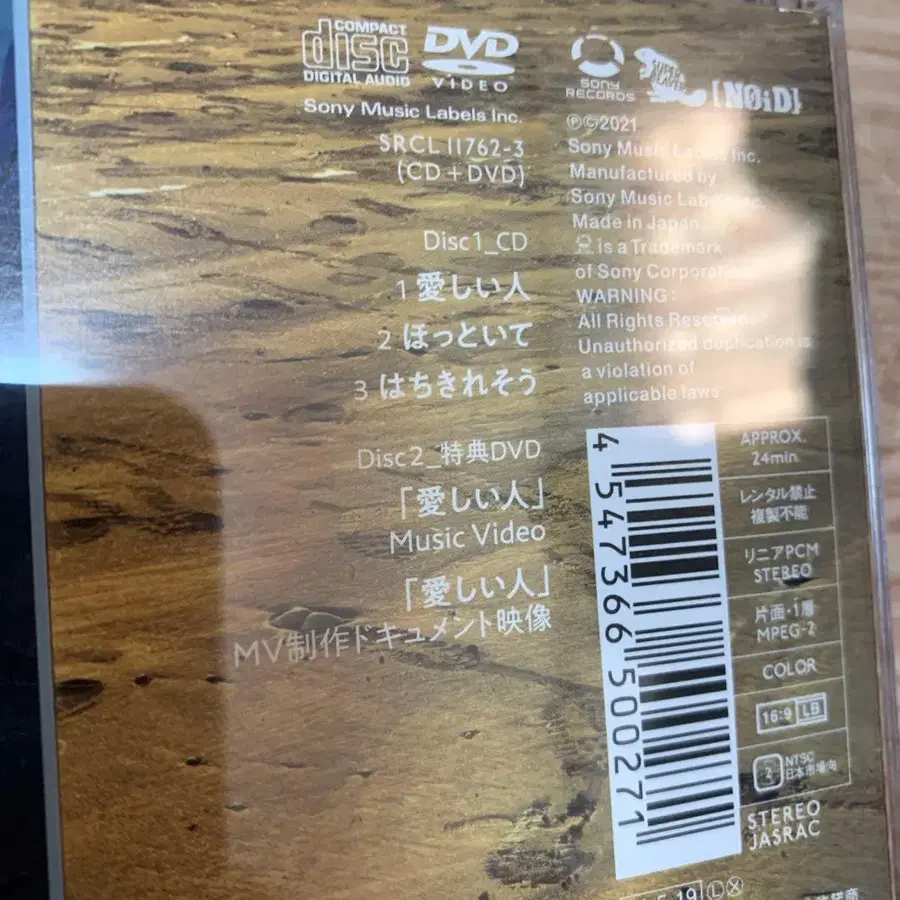 COMPACT
disc
DIGITAL AUDIO
DVD
VIDEO
SONY
RECORDS
[NOiD]
Sony Music Labels Inc.
SRCL 11762-3
(CD+DVD)
Disc1_CD
1 愛しい人
2 ほっといて
3 はちきれそう
Disc2_特典DVD
「愛しい人」
Music Video
「愛しい人」
MV制作ドキュメント映像
Ⓟ©2021
Sony Music Labels Inc.
Manufactured by
Sony Music Labels Inc.
Made in Japan
is a Trademark
of Sony Corporation
WARNING:
All Rights Reserved.
Unauthorized duplication is
a violation of
applicable laws
4 547366 500271
APPROX.
24min.
レンタル禁止
複製不能
リニアPCM
STEREO
片面・1層
MPEG-2
COLOR
16:9 LB
2 NTSC
日本市場向
STEREO
JASRAC